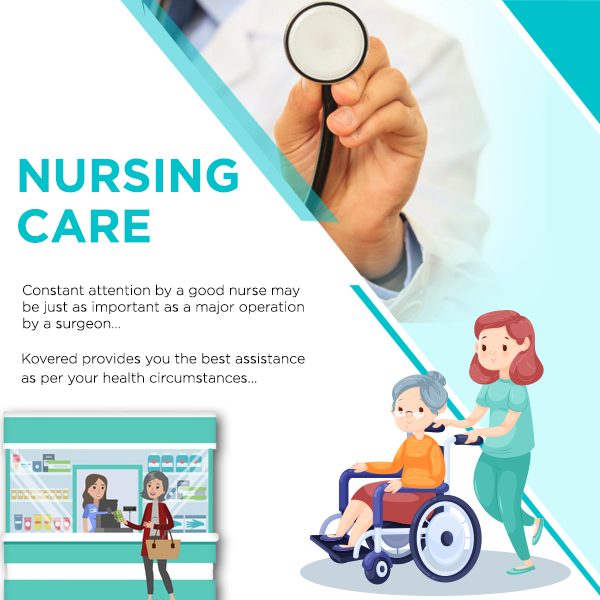 NURSING
CARE
Constant attention by a good nurse may
be just as important as a major operation
by a surgeon...
Kovered provides you the best assistance
as per your health circumstances...